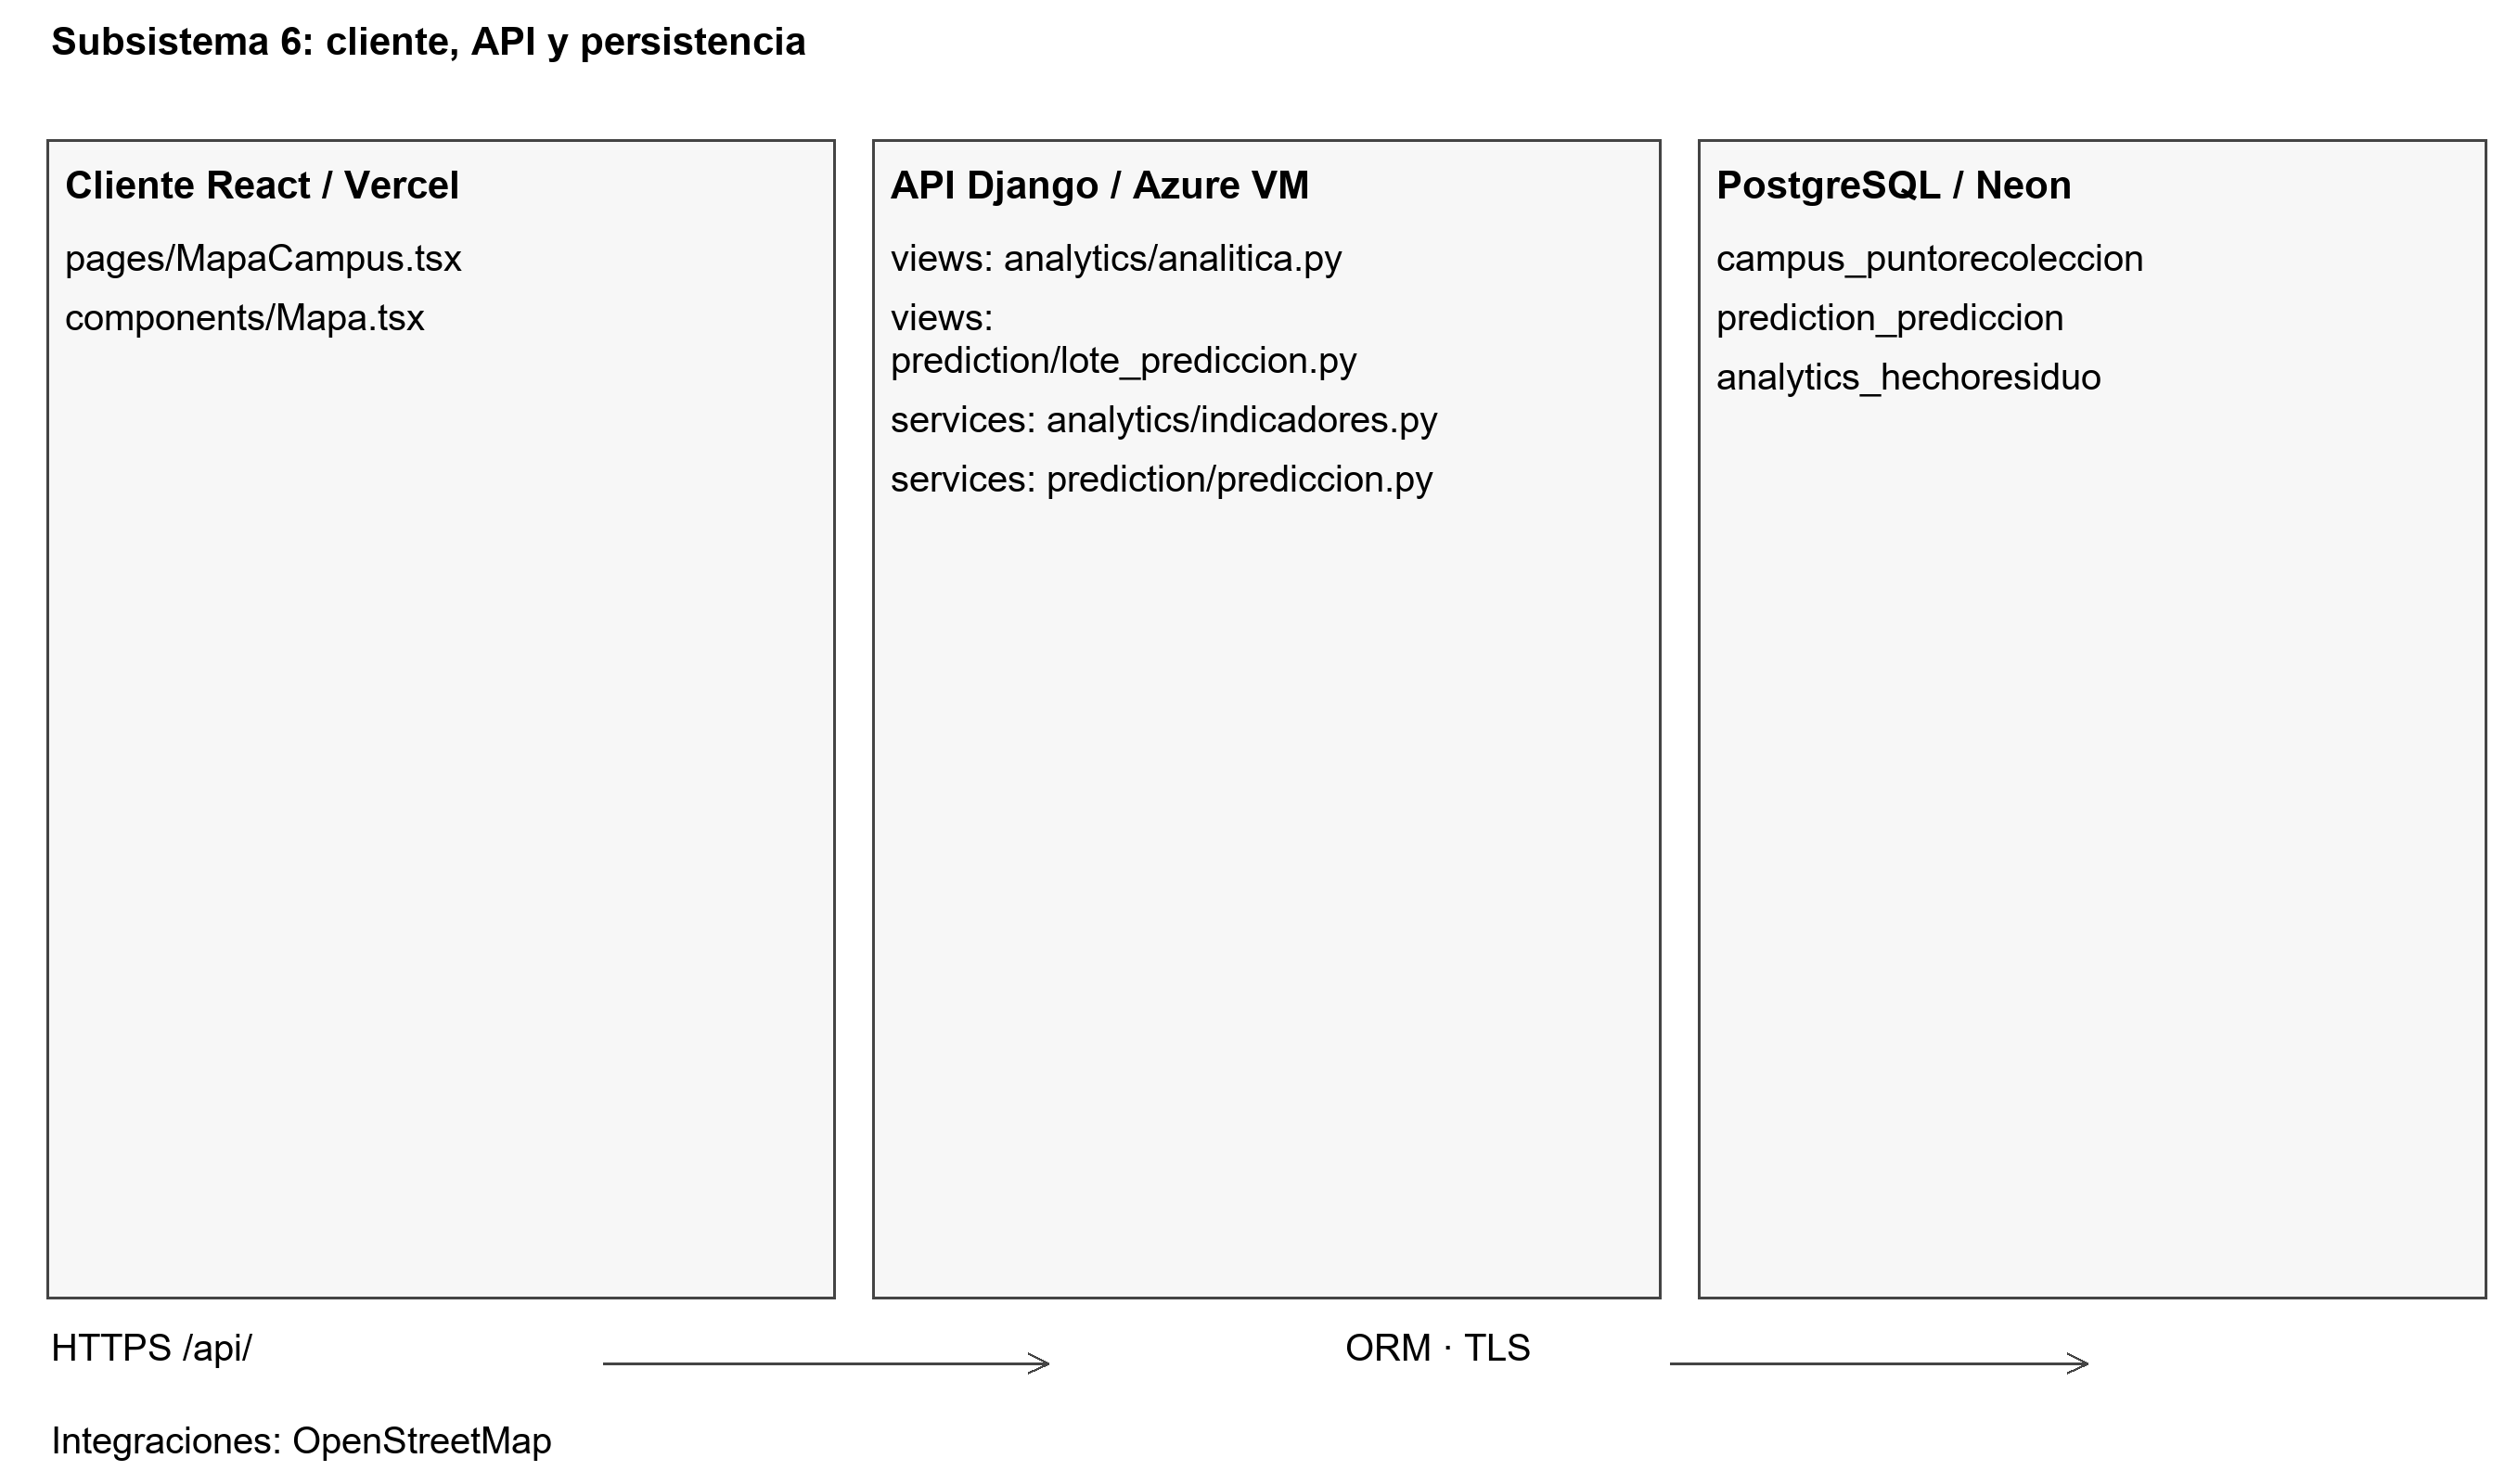 Subsistema 6: cliente, API y persistencia
Cliente React / Vercel
pages/MapaCampus.tsx
components/Mapa.tsx
API Django / Azure VM
views: analytics/analitica.py
views:
prediction/lote_prediccion.py
services: analytics/indicadores.py
services: prediction/prediccion.py
PostgreSQL / Neon
campus_puntorecoleccion
prediction_prediccion
analytics_hechoresiduo
HTTPS /api/
ORM · TLS
Integraciones: OpenStreetMap